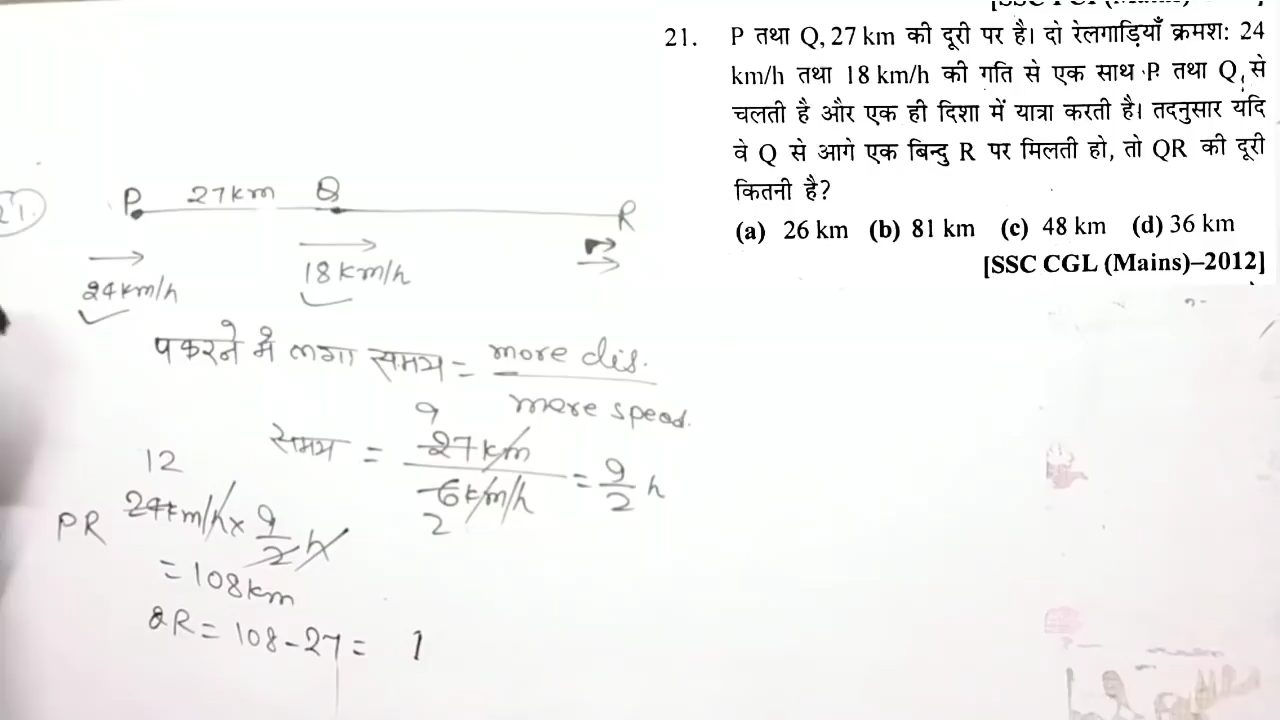 21. P तथा Q, 27 km की दूरी पर है। दो रेलगाड़ियाँ क्रमश: 24
km/h तथा 18 km/h की गति से एक साथ P तथा Q से
चलती है और एक ही दिशा में यात्रा करती है। तदनुसार यदि
वे Q से आगे एक बिन्दु R पर मिलती हो, तो QR की दूरी
कितनी है?
(a) 26 km (b) 81 km (c) 48 km (d) 36 km
[SSC CGL (Mains)–2012]
21.
P 27km Q R
24km/h 18km/h
पकरने में लगा समय = more dis.
more speed.
समय = 27km = 9/2 h
6km/h
9
2
12
PR 24km/h × 9/2 h
= 108km
QR = 108 - 27 = 1